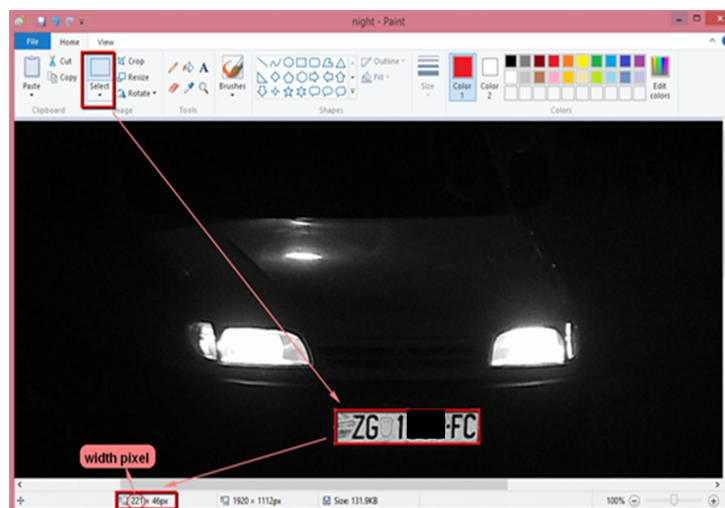 night - Paint
File Home View
Paste
Cut
Copy
Clipboard
Select
Crop
Resize
Rotate
Image
A
Tools
Brushes
Outline
Fill
Shapes
Size
Color 1
Color 2
Edit colors
Colors
ZG 1 FC
width pixel
221 × 46px
1920 × 1112px
Size: 131.9KB
100%